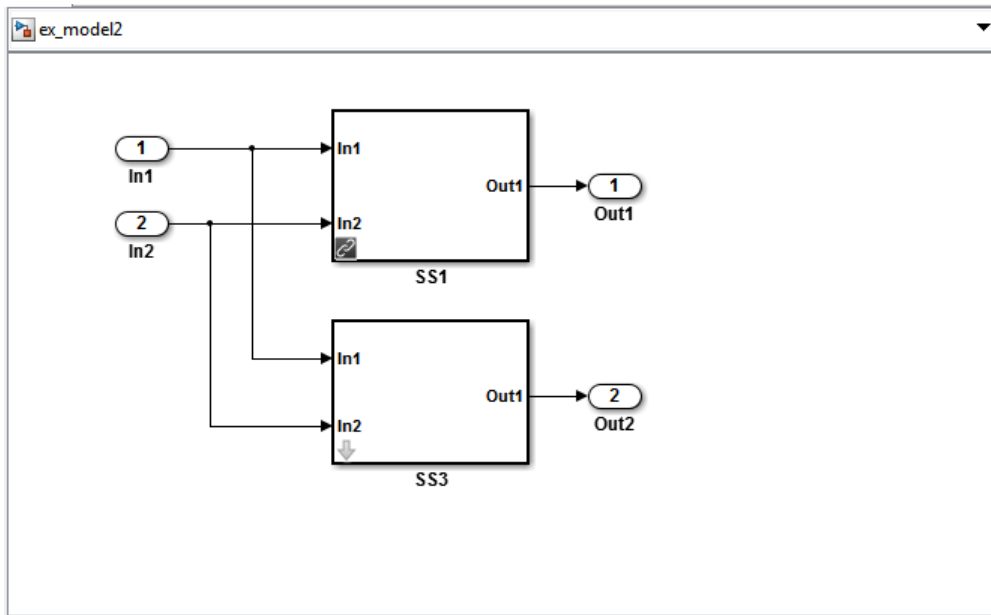 ex_model2
1
In1
2
In2
In1
In2
Out1
SS1
1
Out1
In1
In2
Out1
SS3
2
Out2